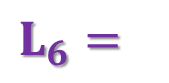 L₆ =